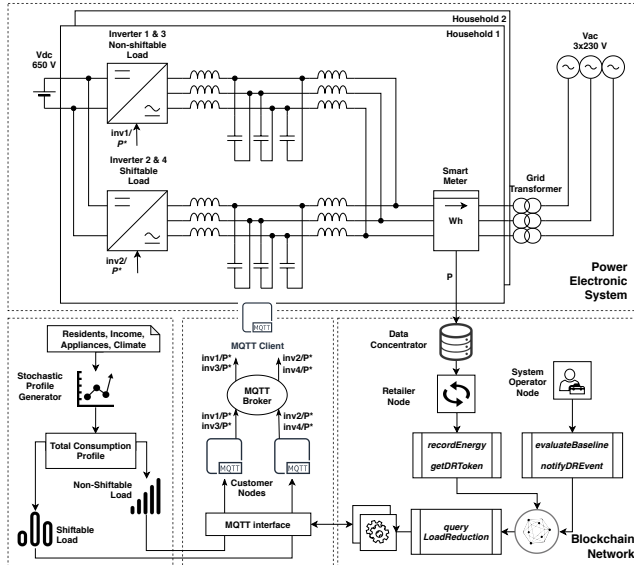 Household 2
Household 1
Vdc
650 V
Inverter 1 & 3
Non-shiftable
Load
inv1/
P*
Inverter 2 & 4
Shiftable
Load
inv2/
P*
Vac
3x230 V
Smart
Meter
Wh
Grid
Transformer
P
Power
Electronic
System
Residents, Income,
Appliances, Climate
Stochastic
Profile
Generator
Total Consumption
Profile
Non-Shiftable
Load
Shiftable
Load
MQTT
MQTT Client
inv1/P*
inv3/P*
inv2/P*
inv4/P*
MQTT
Broker
inv1/P*
inv3/P*
inv2/P*
inv4/P*
MQTT
MQTT
Customer
Nodes
MQTT interface
Data
Concentrator
Retailer
Node
System
Operator
Node
recordEnergy
getDRToken
evaluateBaseline
notifyDREvent
query
LoadReduction
Blockchain
Network